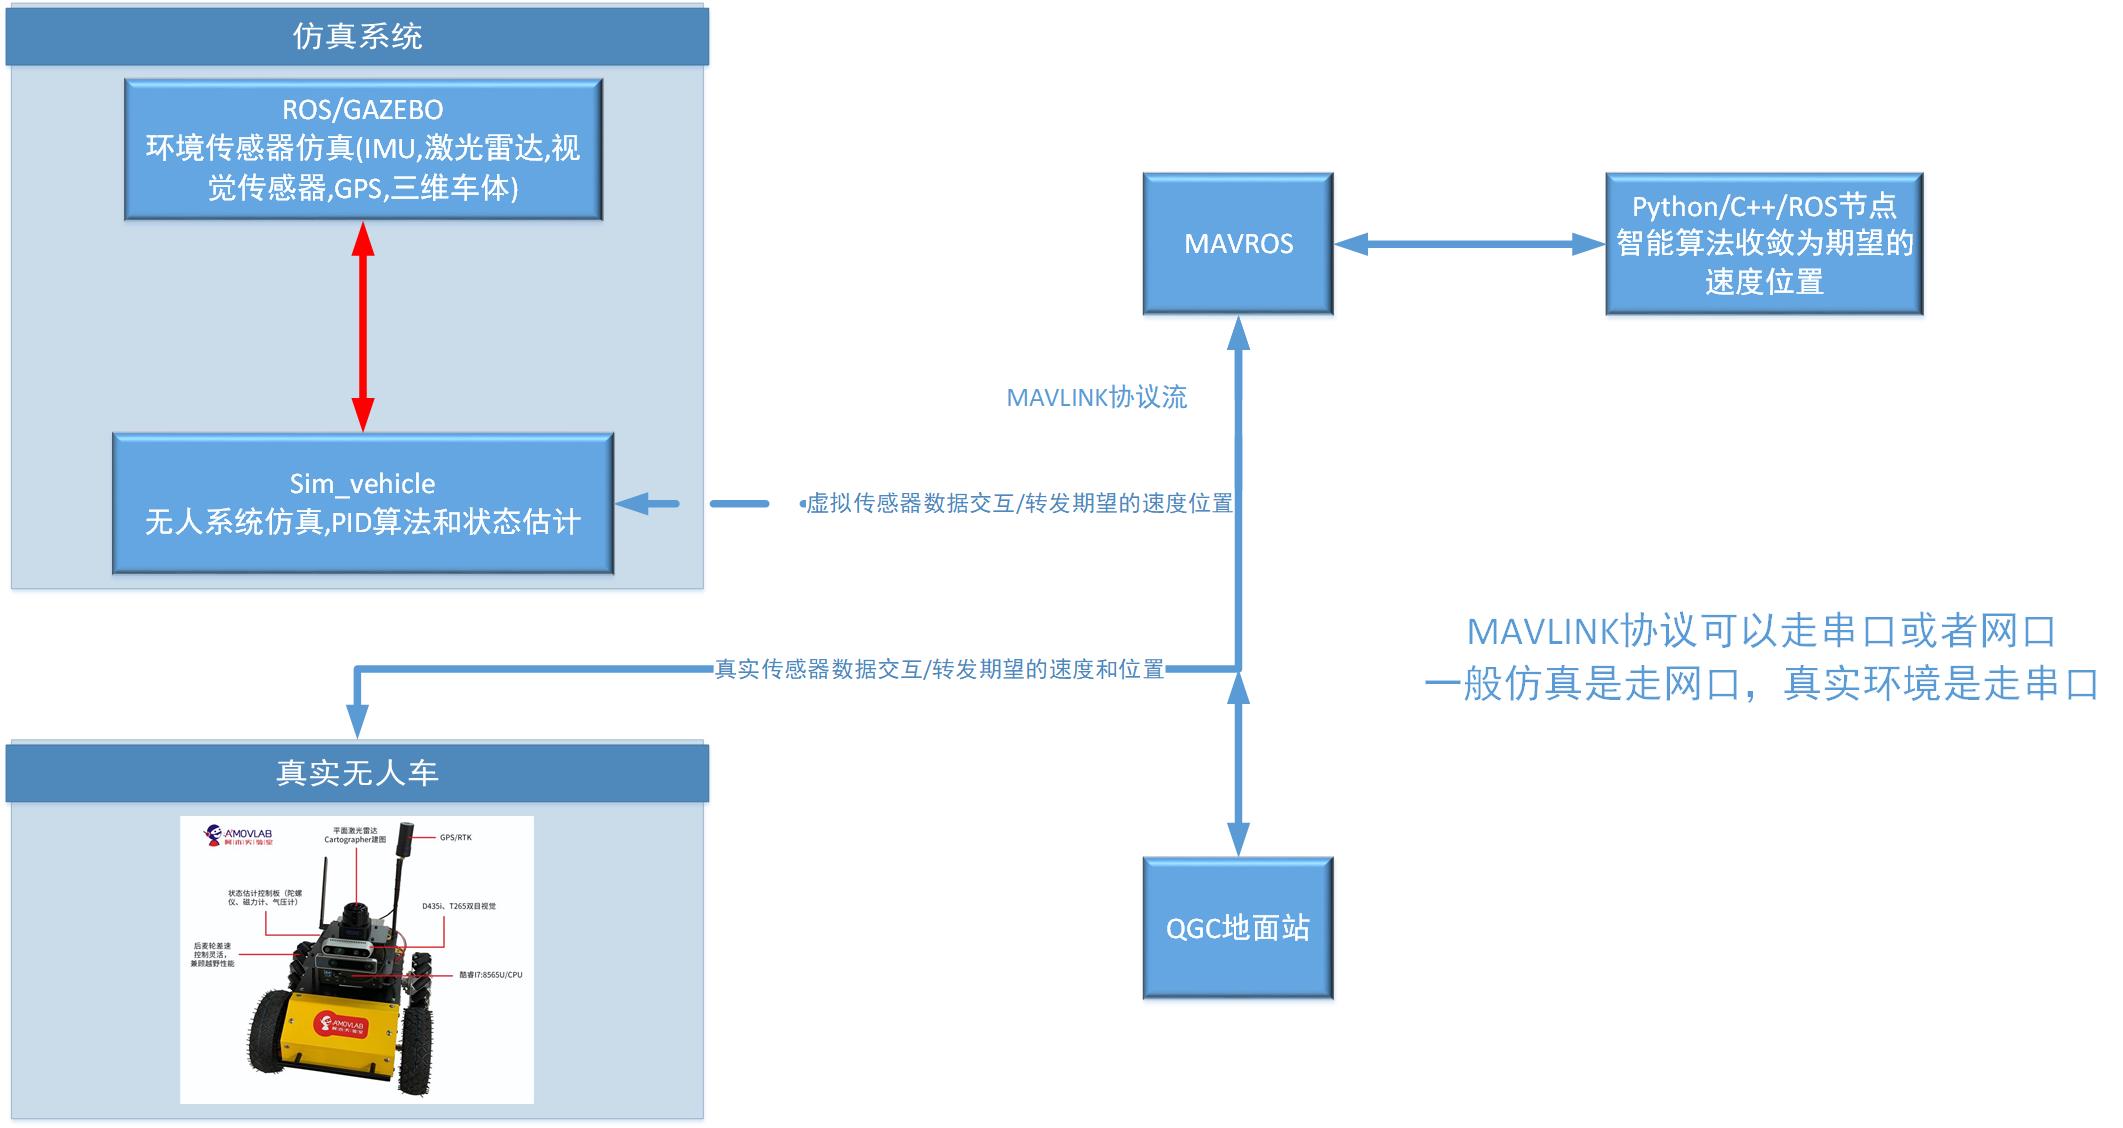 仿真系统
ROS/GAZEBO
环境传感器仿真(IMU,激光雷达,视
觉传感器,GPS,三维车体)
Sim_vehicle
无人系统仿真,PID算法和状态估计
MAVROS
Python/C++/ROS节点
智能算法收敛为期望的
速度位置
MAVLINK协议流
虚拟传感器数据交互/转发期望的速度位置
MAVLINK协议可以走串口或者网口
一般仿真是走网口，真实环境是走串口
真实传感器数据交互/转发期望的速度和位置
真实无人车
AMOVLAB
阿木实验室
平面激光雷达
Cartographer建图
GPS/RTK
状态估计控制板（陀螺
仪、磁力计、气压计）
D435i、T265双目视觉
后麦轮差速
控制灵活，
兼顾越野性能
酷睿I7:8565U/CPU
AMOVLAB
阿木实验室
QGC地面站